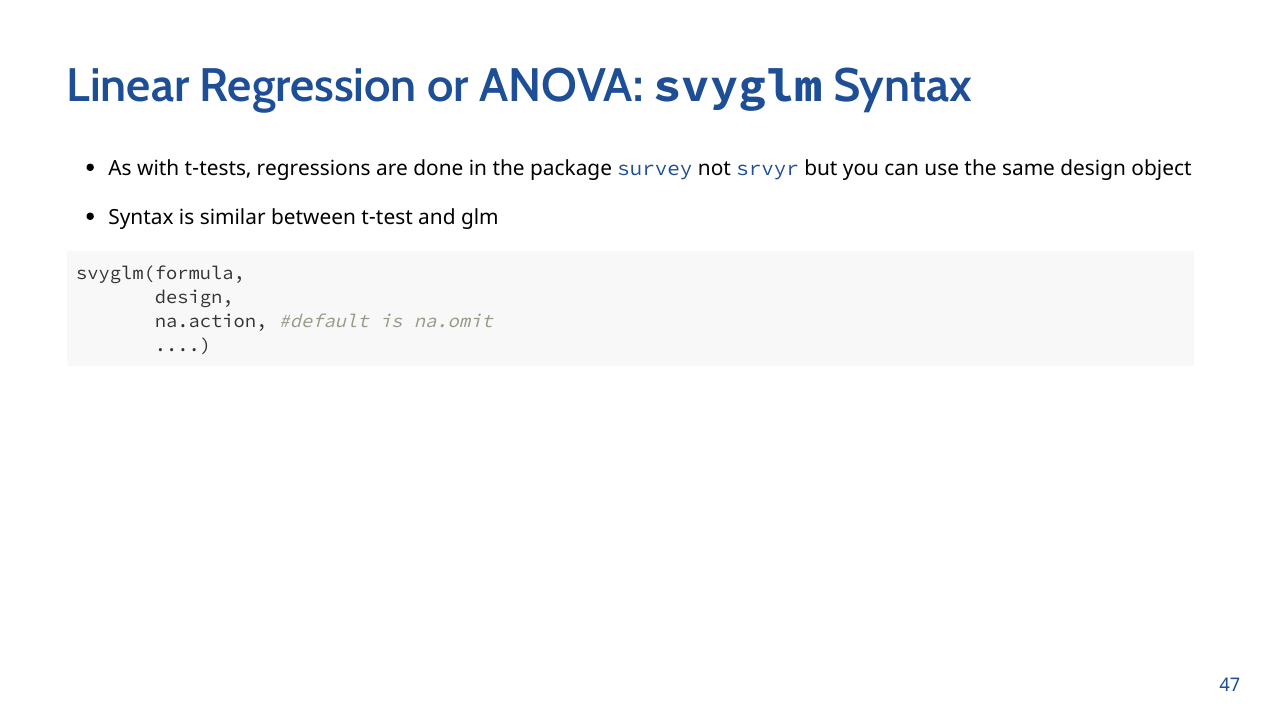 Linear Regression or ANOVA: svyglm Syntax
• As with t-tests, regressions are done in the package survey not srvyr but you can use the same design object
• Syntax is similar between t-test and glm
svyglm(formula,
       design,
       na.action, #default is na.omit
       ....)
47